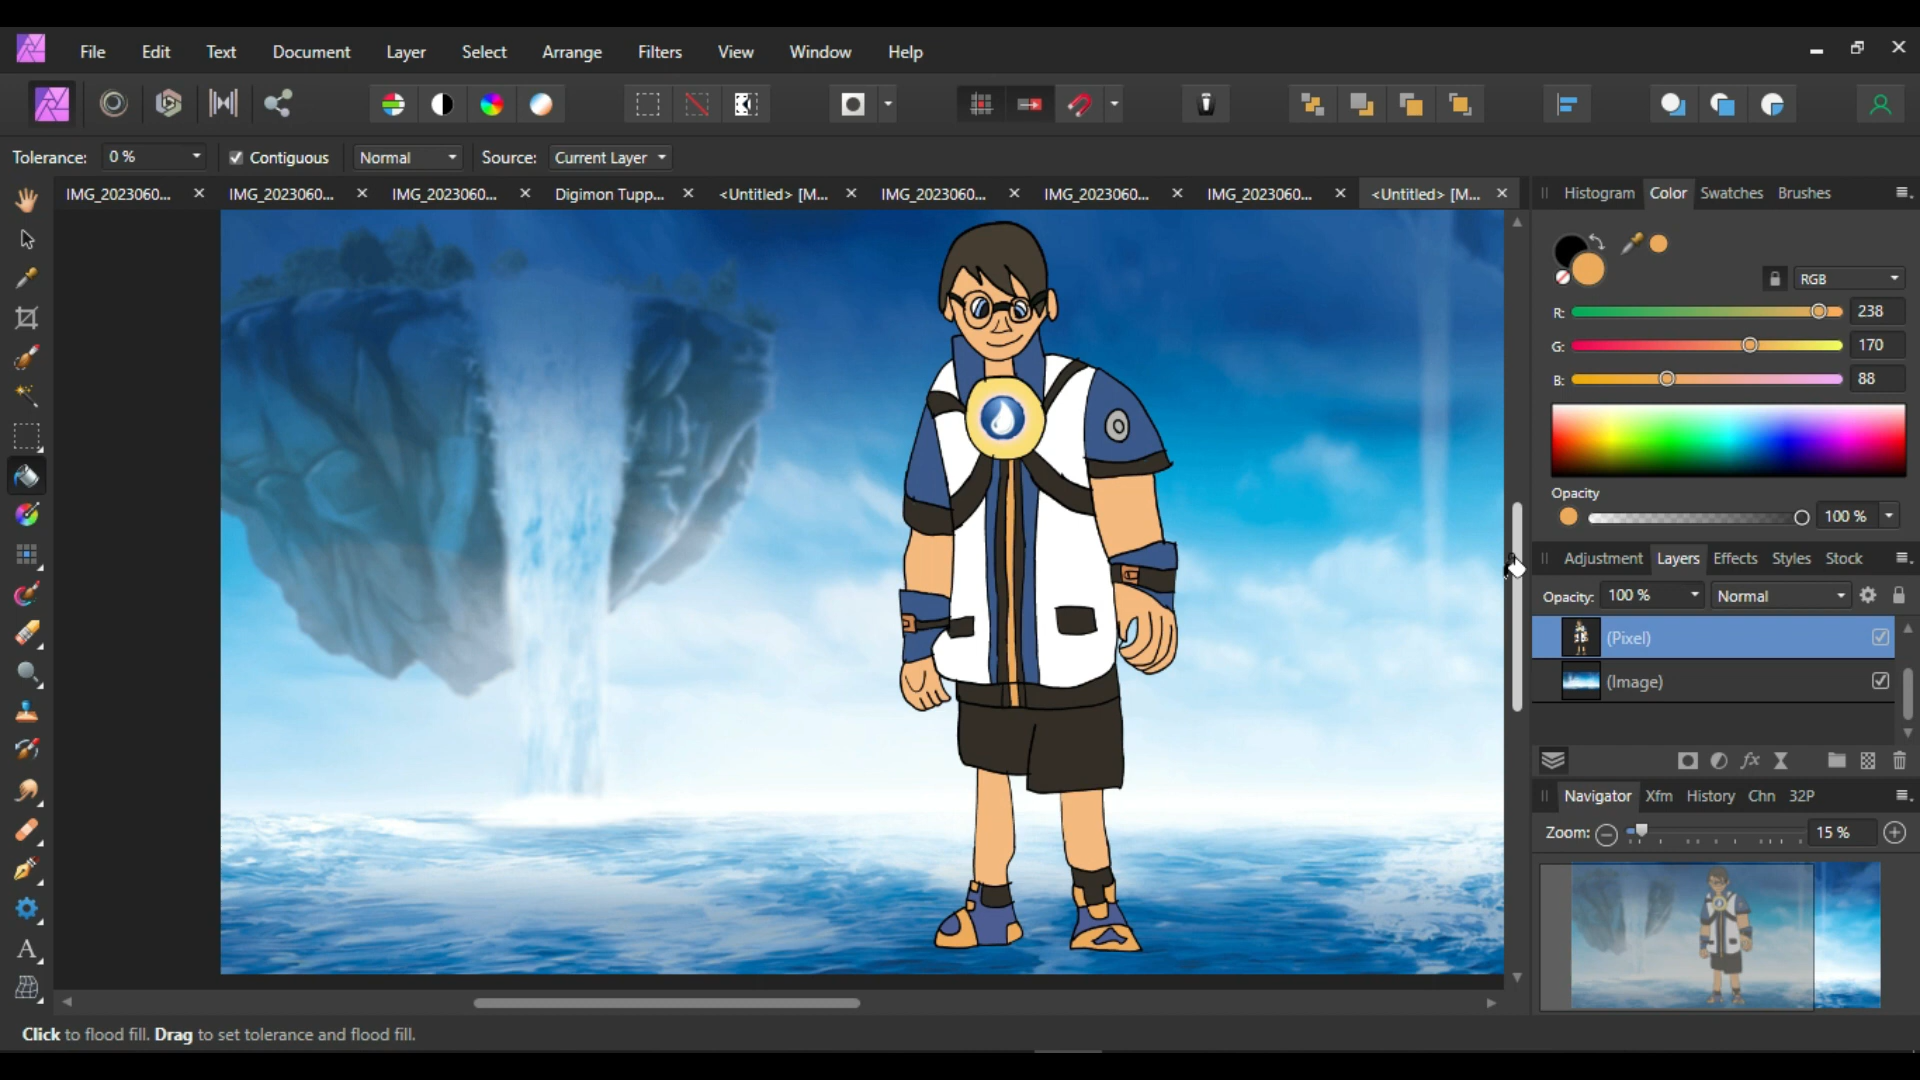 File Edit Text Document Layer Select Arrange Filters View Window Help
Tolerance: 0 % Contiguous Normal Source: Current Layer
IMG_2023060... IMG_2023060... IMG_2023060... Digimon Tupp... <Untitled> [M... IMG_2023060... IMG_2023060... IMG_2023060... <Untitled> [M...
Histogram Color Swatches Brushes
RGB
R: 238
G: 170
B: 88
Opacity
100 %
Adjustment Layers Effects Styles Stock
Opacity: 100 % Normal
(Pixel)
(Image)
Navigator Xfm History Chn 32P
Zoom: 15 %
Click to flood fill. Drag to set tolerance and flood fill.